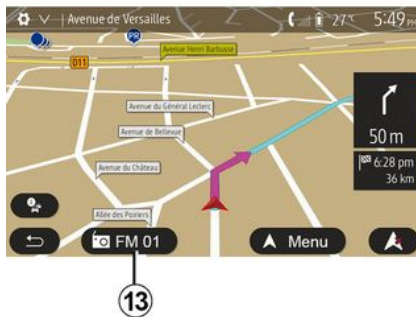 Avenue de Versailles 27°C 5:49 PM
PR
Avenue Henri Barbusse
D11
Avenue du Général Leclerc
Avenue de Bellevue
50 m
Avenue du Château
6:28 pm
36 km
Allée des Poiriers
FM 01
Menu
13